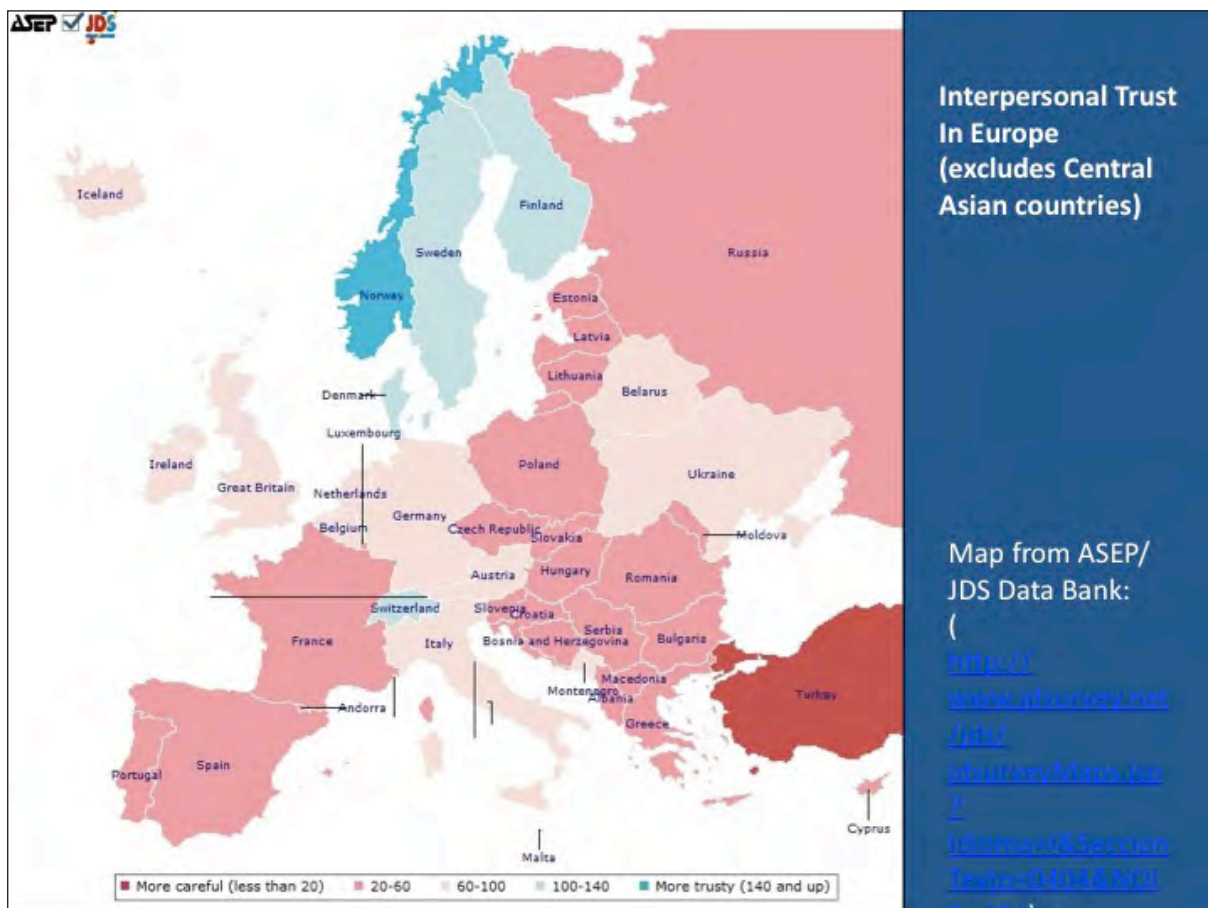 ASEP JDS
Interpersonal Trust
In Europe
(excludes Central
Asian countries)
Iceland
Finland
Sweden
Russia
Norway
Estonia
Latvia
Lithuania
Belarus
Denmark
Luxembourg
Ireland
Great Britain
Netherlands
Poland
Ukraine
Germany
Belgium
Czech Republic
Slovakia
Moldova
Austria
Hungary
Romania
Switzerland
Slovenia
Croatia
France
Italy
Serbia
Bosnia and Herzegovina
Bulgaria
Montenegro
Macedonia
Albania
Turkey
Andorra
Greece
Portugal
Spain
Cyprus
Malta
Map from ASEP/
JDS Data Bank:
(
http://
More careful (less than 20) 20-60 60-100 100-140 More trusty (140 and up)